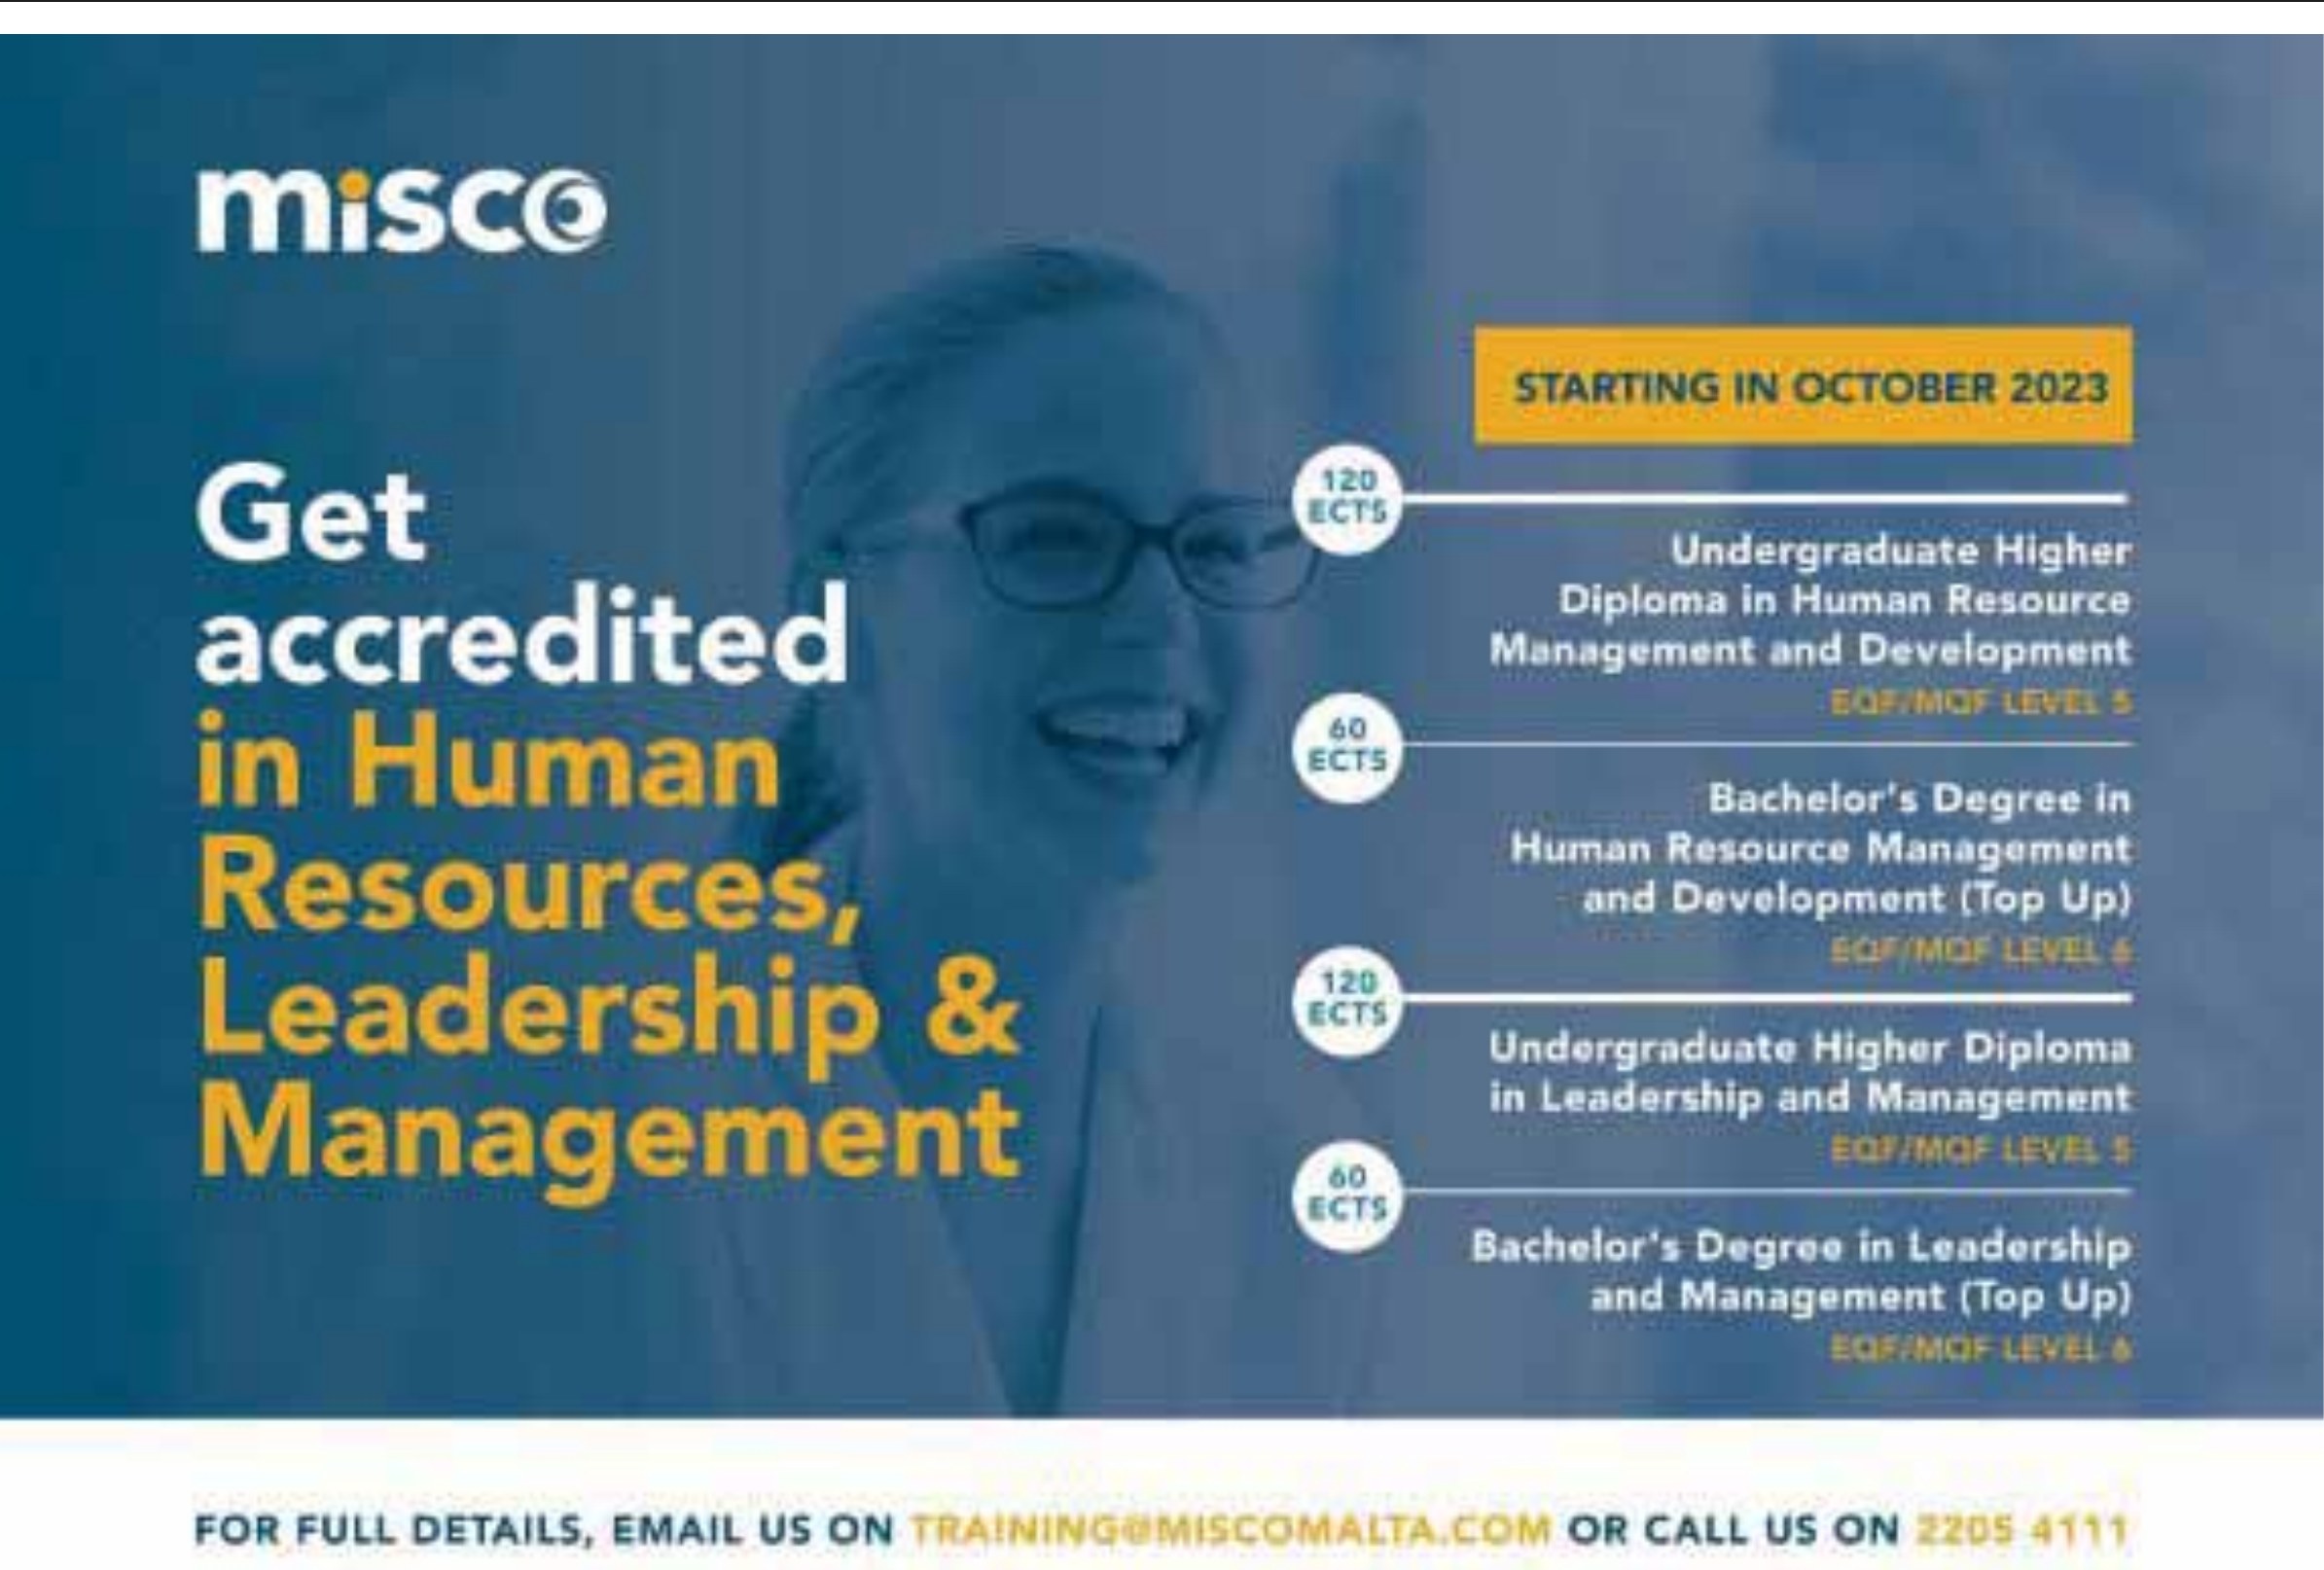 misco
Get
accredited
in Human
Resources,
Leadership &
Management
STARTING IN OCTOBER 2023
120
ECTS
Undergraduate Higher
Diploma in Human Resource
Management and Development
EQF/MQF LEVEL 5
60
ECTS
Bachelor's Degree in
Human Resource Management
and Development (Top Up)
EQF/MQF LEVEL 6
120
ECTS
Undergraduate Higher Diploma
in Leadership and Management
EQF/MQF LEVEL 5
60
ECTS
Bachelor's Degree in Leadership
and Management (Top Up)
EQF/MQF LEVEL 6
FOR FULL DETAILS, EMAIL US ON TRAINING@MISCOMALTA.COM OR CALL US ON 2205 4111